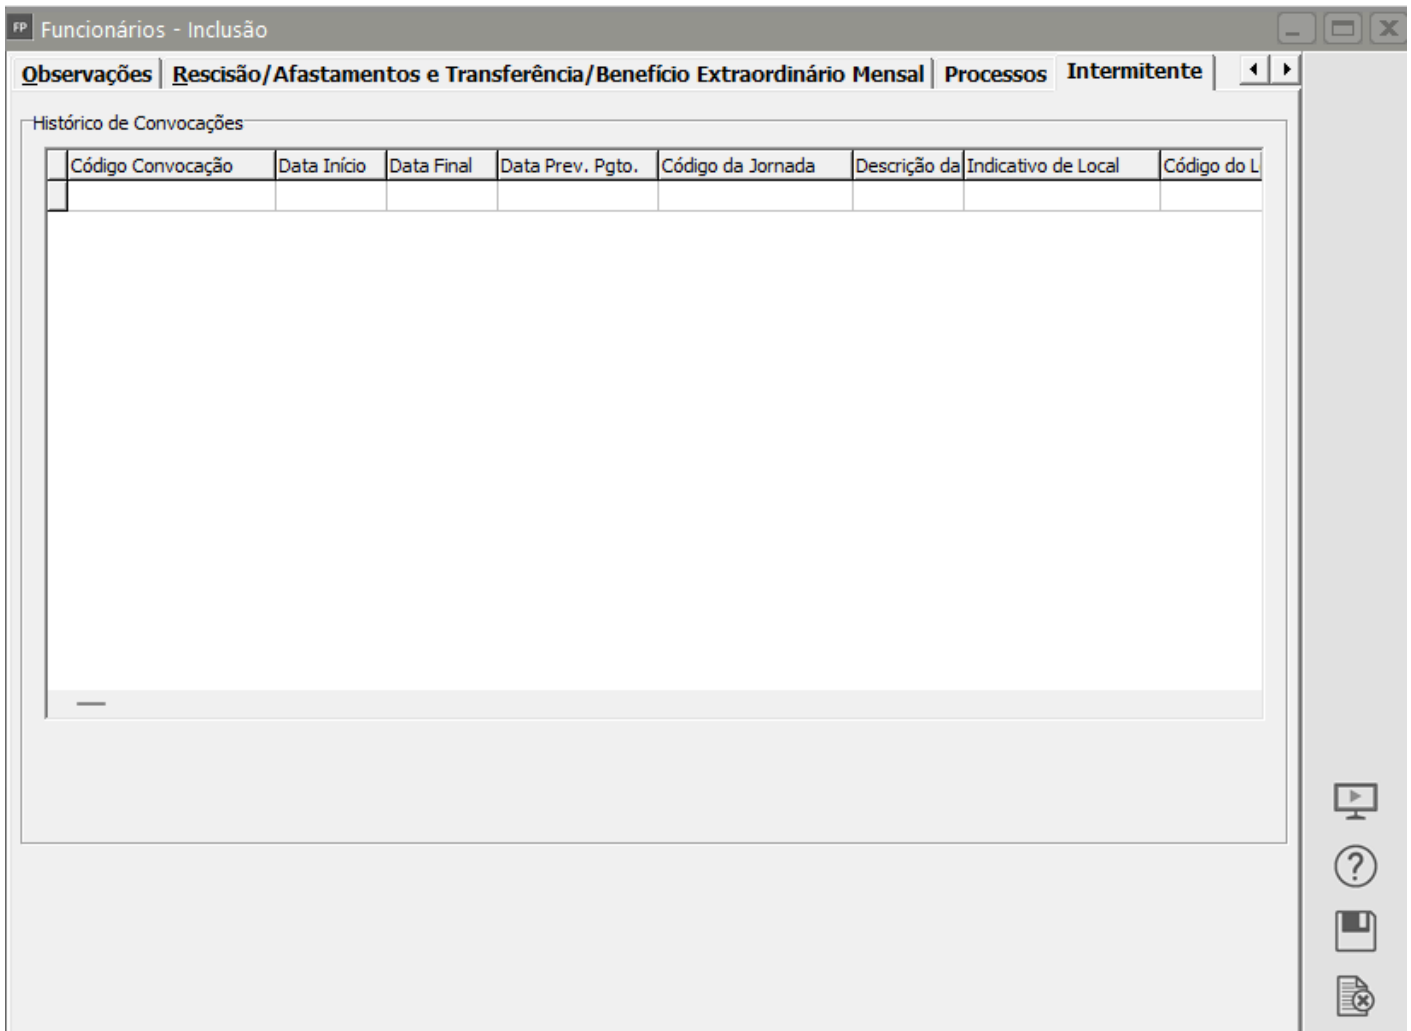 FP Funcionários - Inclusão
Observações Rescisão/Afastamentos e Transferência/Benefício Extraordinário Mensal Processos Intermitente
Histórico de Convocações
Código Convocação Data Início Data Final Data Prev. Pgto. Código da Jornada Descrição da Indicativo de Local Código do L
?